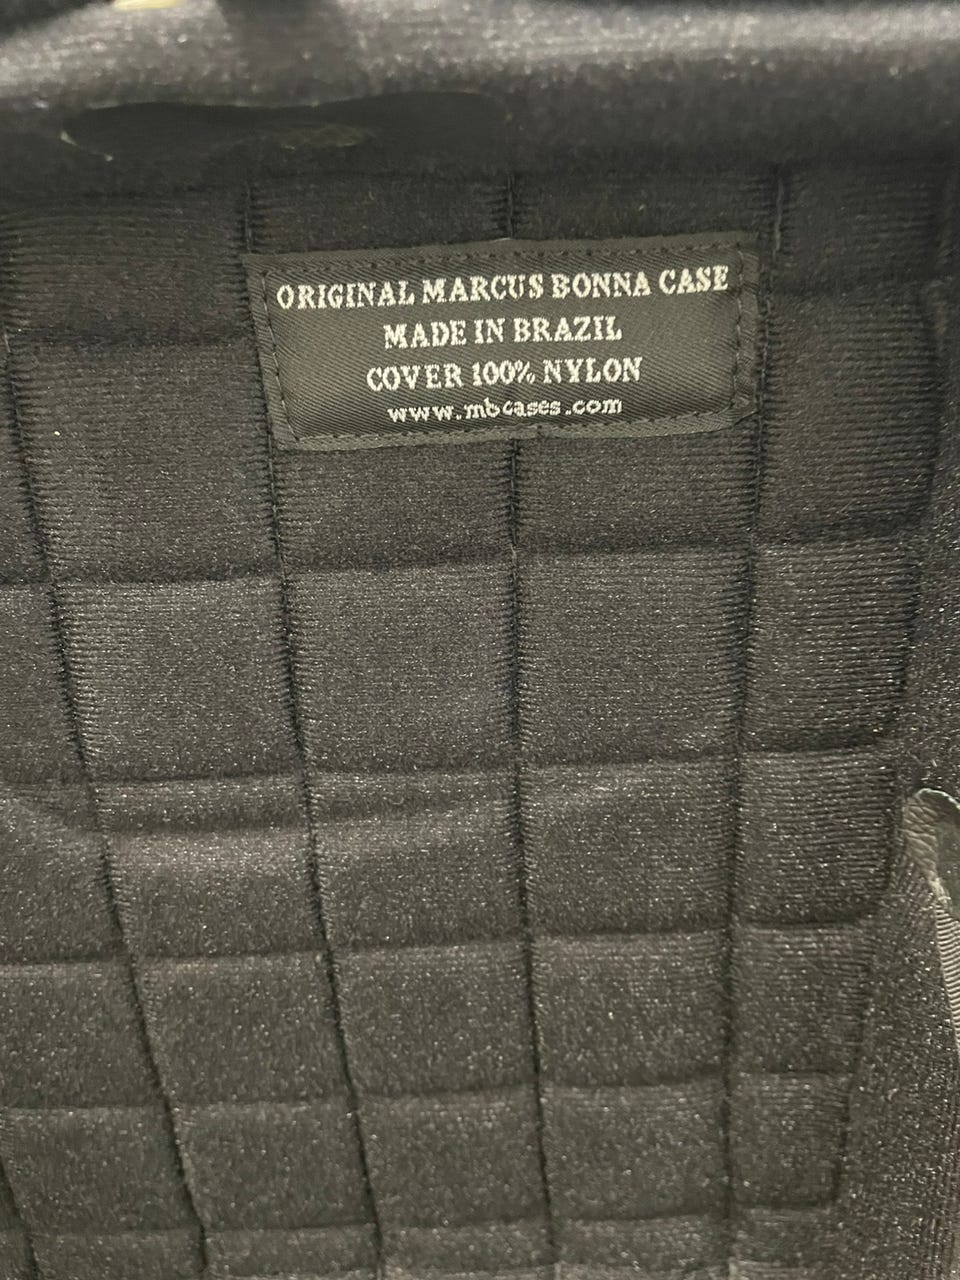 ORIGINAL MARCUS BONNA CASE
MADE IN BRAZIL
COVER 100% NYLON
www.mbcases.com